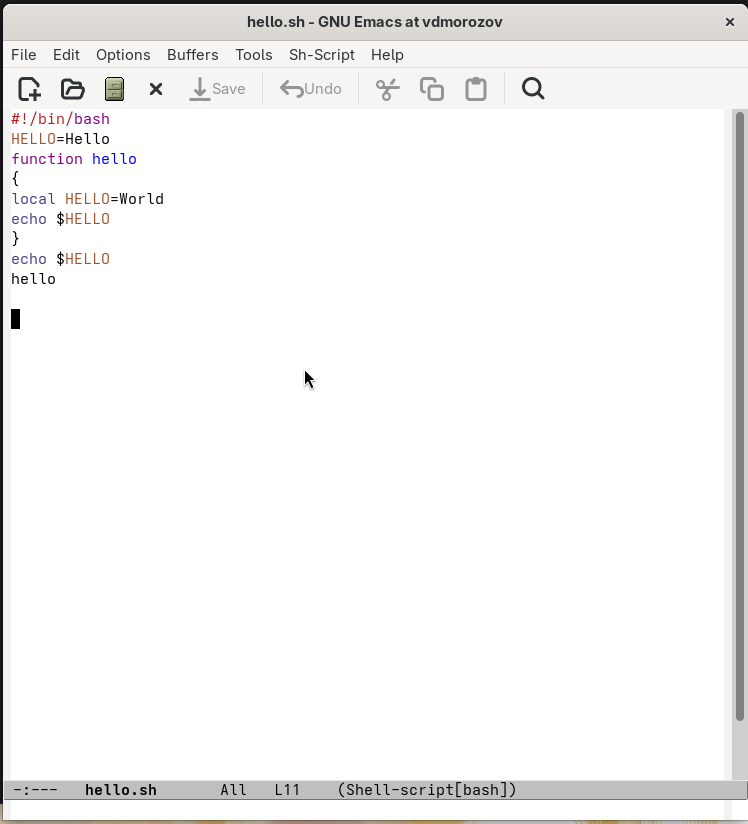 hello.sh - GNU Emacs at vdmorozov
File Edit Options Buffers Tools Sh-Script Help
Save Undo
#!/bin/bash
HELLO=Hello
function hello
{
local HELLO=World
echo $HELLO
}
echo $HELLO
hello
-:--- hello.sh All L11 (Shell-script[bash])